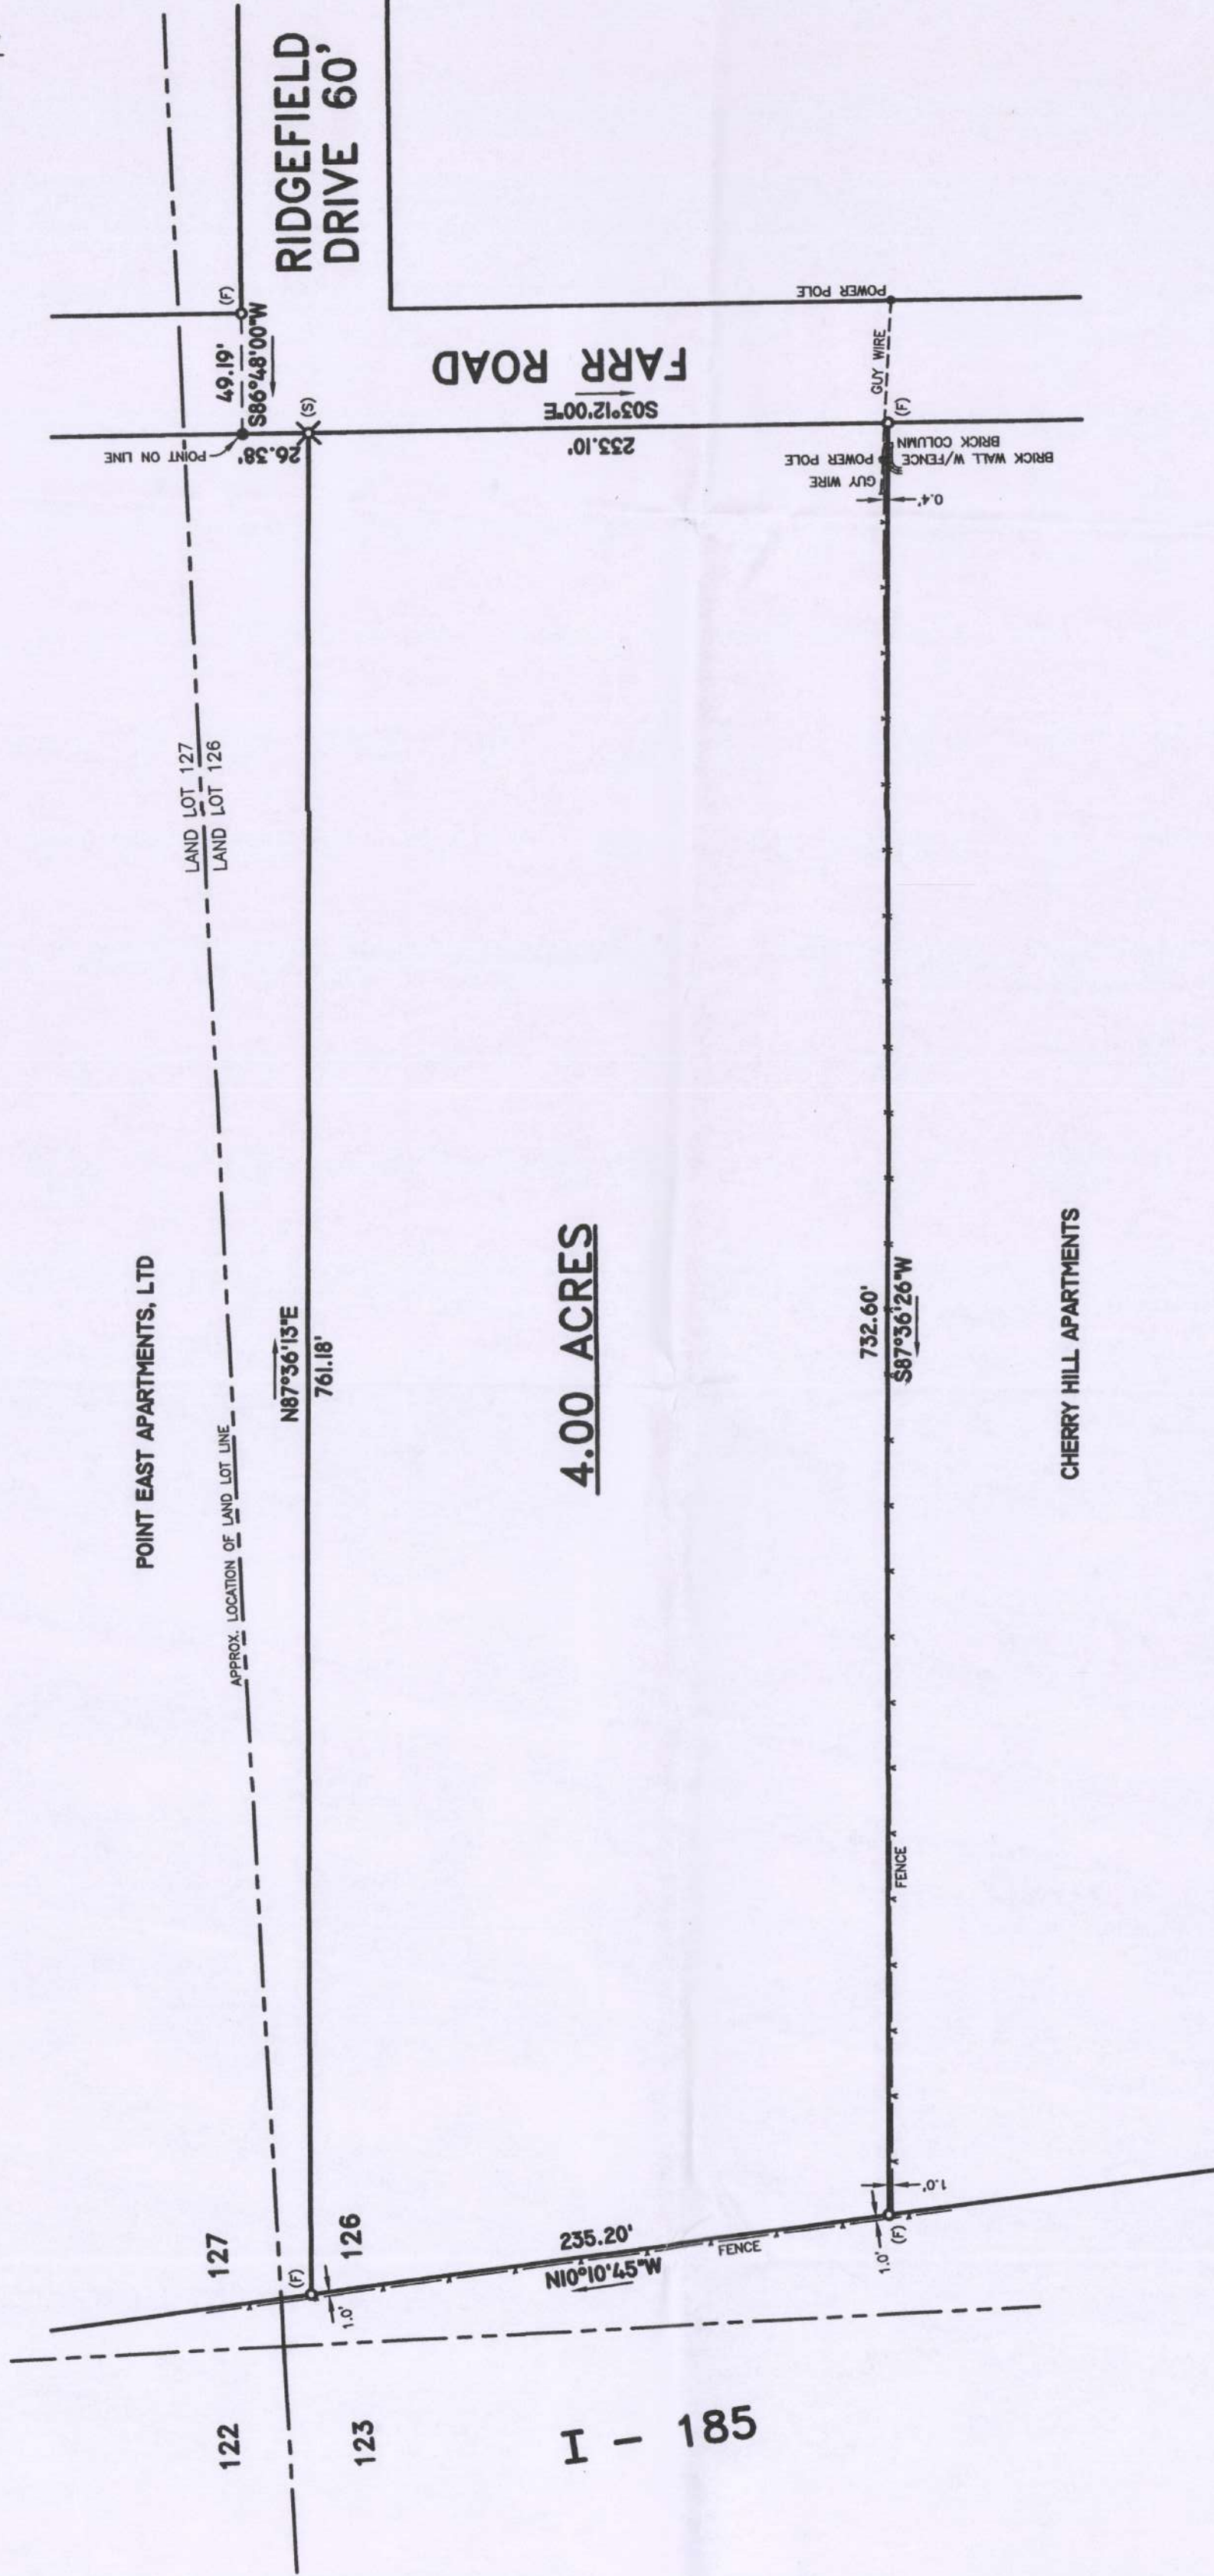 RIDGEFIELD
DRIVE 60'
(F)
49.19'
S86°48'00"W
POINT ON LINE
26.38'
(S)
FARR ROAD
S03°12'00"E
233.10'
POWER POLE
GUY WIRE
(F)
BRICK COLUMN
BRICK WALL W/FENCE
POWER POLE
GUY WIRE
0.4'
LAND LOT 127
LAND LOT 126
POINT EAST APARTMENTS, LTD
APPROX. LOCATION OF LAND LOT LINE
N87°36'13"E
761.18'
4.00 ACRES
732.60'
S87°36'26"W
CHERRY HILL APARTMENTS
FENCE
127
126
(F)
1.0'
235.20'
N10°10'45"W
FENCE
1.0'
(F)
1.0'
122
123
I - 185